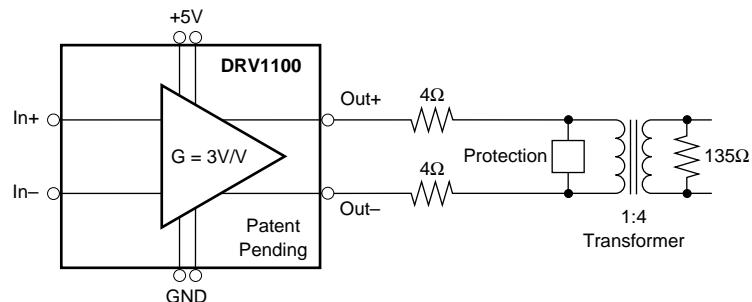 +5V
DRV1100
In+
Out+
4Ω
G = 3V/V
Protection
135Ω
In–
4Ω
Out–
Patent
Pending
1:4
Transformer
GND